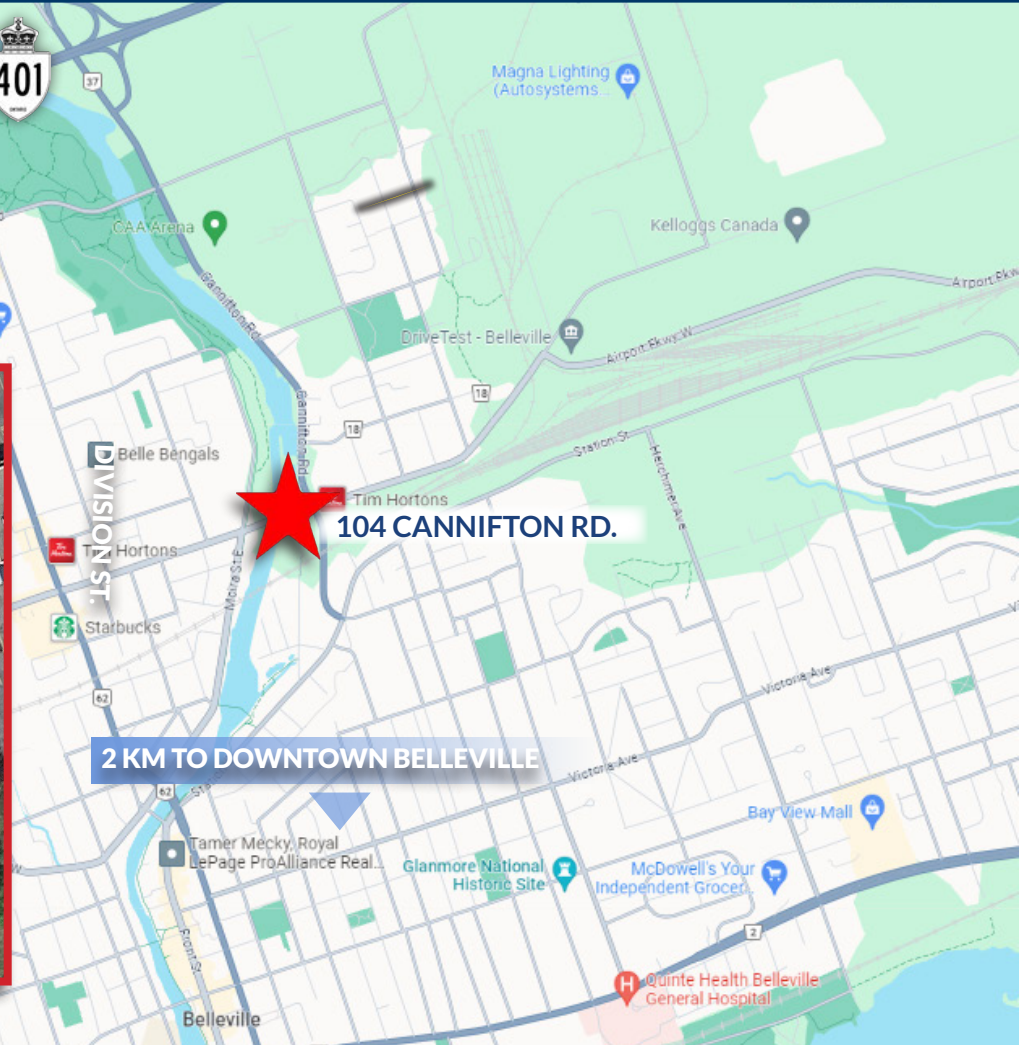 401
ONTARIO
37
Magna Lighting
(Autosystems...
CAA Arena
Kelloggs Canada
Cannifton Rd
Airport Pkwy
DriveTest - Belleville
Airport Pkwy W
18
Cannifton Rd
18
Station St
Herchimer Ave
Belle Bengals
DIVISION ST.
Tim Hortons
104 CANNIFTON RD.
Tim Hortons
Moira St E
Starbucks
62
Victoria Ave
2 KM TO DOWNTOWN BELLEVILLE
Victoria Ave
62
Bay View Mall
Tamer Mecky, Royal
LePage ProAlliance Real...
Glanmore National
Historic Site
McDowell's Your
Independent Grocer...
2
Front St
Quinte Health Belleville
General Hospital
H
Belleville